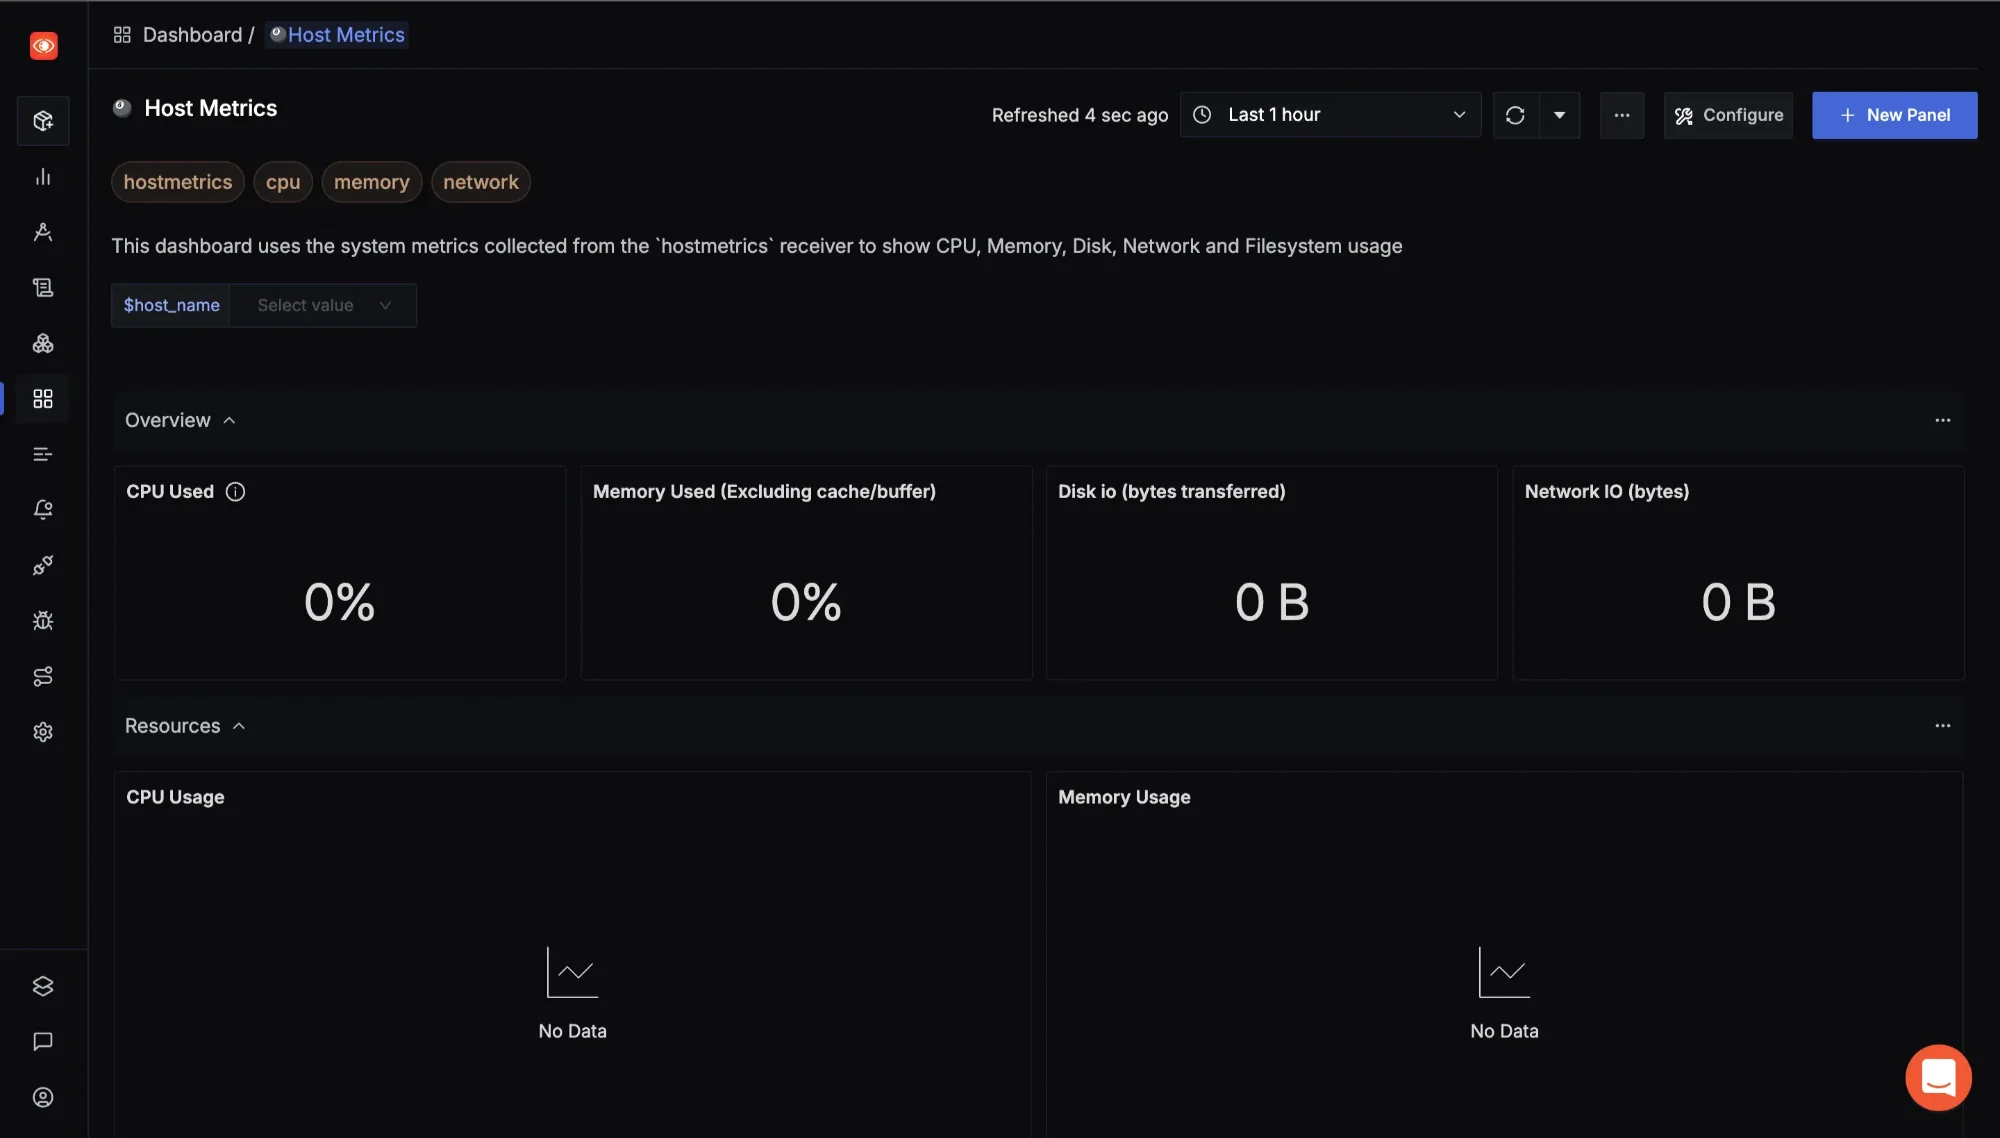 Dashboard / 🎱Host Metrics
🎱 Host Metrics
Refreshed 4 sec ago
Last 1 hour
... Configure
+ New Panel
hostmetrics cpu memory network
This dashboard uses the system metrics collected from the `hostmetrics` receiver to show CPU, Memory, Disk, Network and Filesystem usage
$host_name Select value
Overview
CPU Used
Memory Used (Excluding cache/buffer)
Disk io (bytes transferred)
Network IO (bytes)
0%
0%
0 B
0 B
Resources
CPU Usage
Memory Usage
No Data
No Data